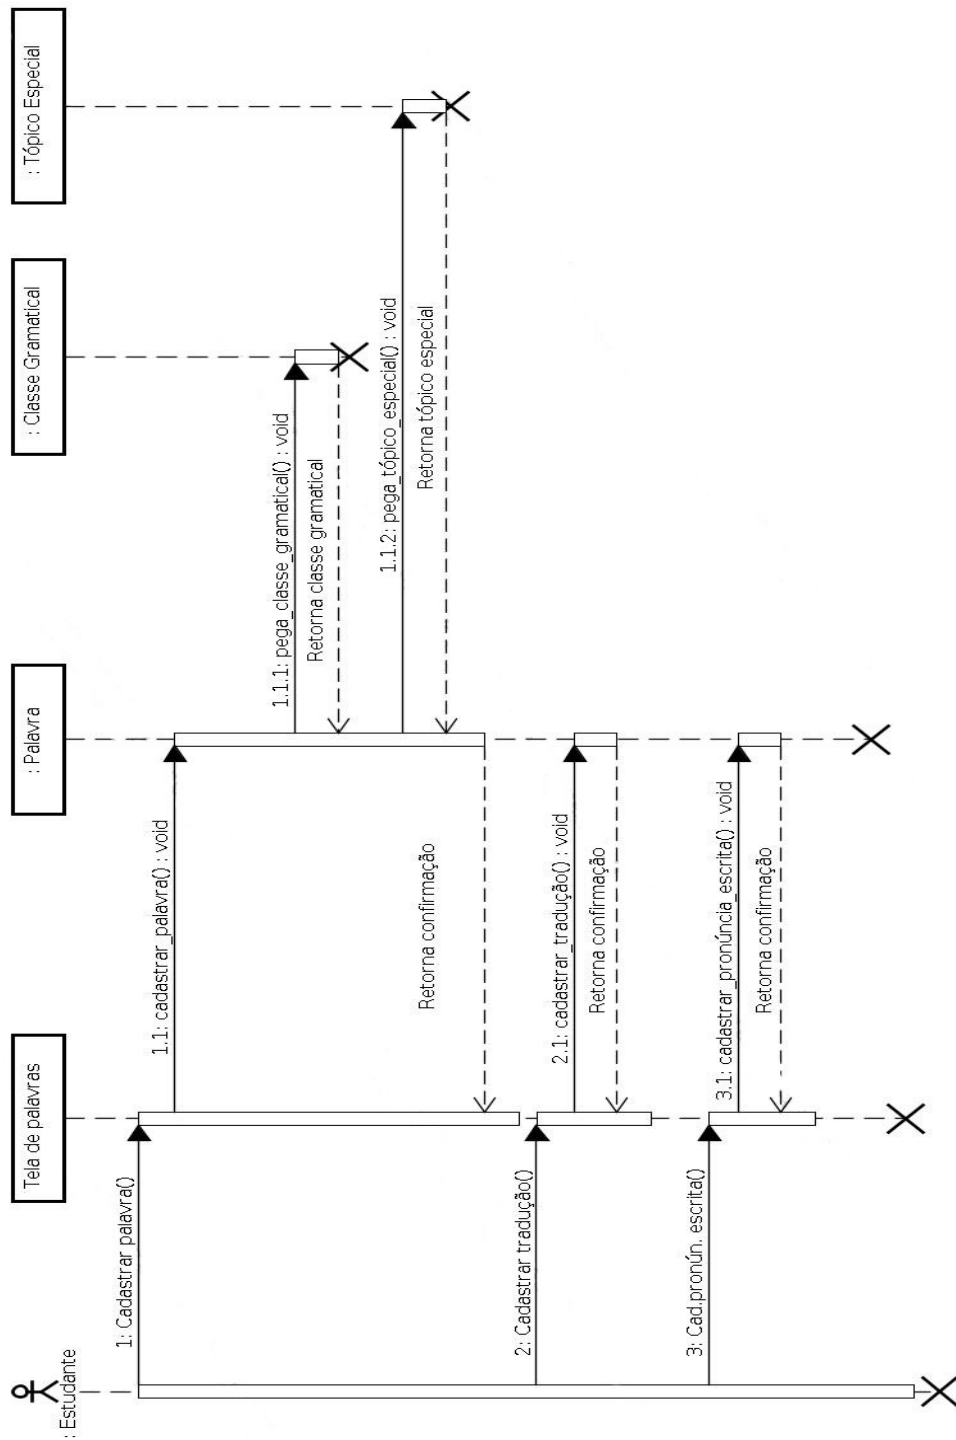 : Estudante
Tela de palavras
: Palavra
: Classe Gramatical
: Tópico Especial
1: Cadastrar palavra()
1.1: cadastrar_palavra() : void
1.1.1: pega_classe_gramatical() : void
Retorna classe gramatical
1.1.2: pega_tópico_especial() : void
Retorna tópico especial
Retorna confirmação
2: Cadastrar tradução()
2.1: cadastrar_tradução() : void
Retorna confirmação
3: Cad.pronún. escrita()
3.1: cadastrar_pronúncia_escrita() : void
Retorna confirmação